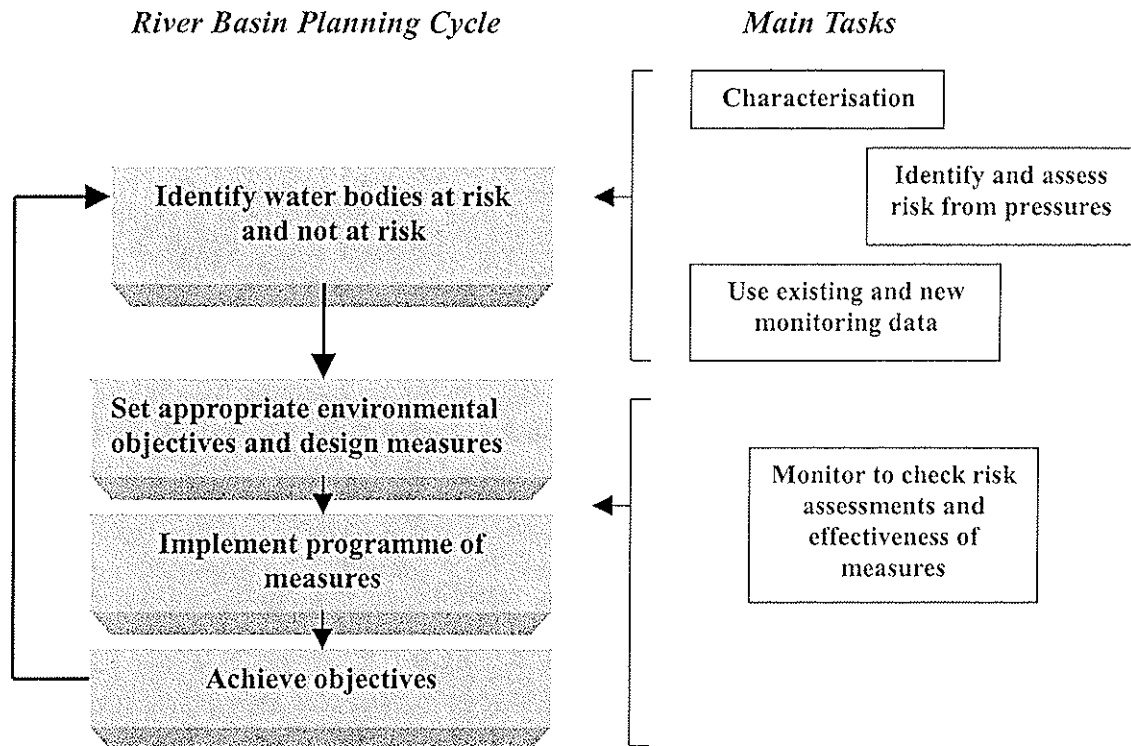 River Basin Planning Cycle
Main Tasks
Characterisation
Identify and assess
risk from pressures
Use existing and new
monitoring data
Identify water bodies at risk
and not at risk
Set appropriate environmental
objectives and design measures
Implement programme of
measures
Achieve objectives
Monitor to check risk
assessments and
effectiveness of
measures